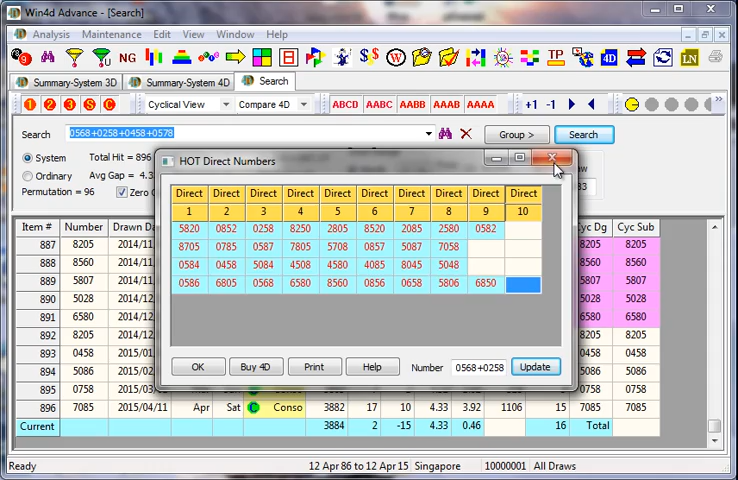 Win4d Advance - [Search]
Analysis Maintenance Edit View Window Help
NG TP 4D LN
Summary-System 3D Summary-System 4D Search
1 2 3 S C Cyclical View Compare 4D ABCD AABC AABB AAAB AAAA +1 -1
Search 0568+0258+0458+0578 Group > Search
System Total Hit = 896
Ordinary Avg Gap = 4.33
Permutation = 96 Zero
HOT Direct Numbers
Direct Direct Direct Direct Direct Direct Direct Direct Direct Direct
1 2 3 4 5 6 7 8 9 10
5820 0852 0258 8250 2805 8520 2085 2580 0582
8705 0785 0587 7805 5708 0857 5087 7058
0584 0458 5084 4508 4580 4085 8045 5048
0586 6805 0568 6580 8560 0856 0658 5806 6850
OK Buy 4D Print Help Number 0568+0258 Update
Item # Number Drawn Da Cyc Dg Cyc Sub
887 8205 2014/11 8205 8205
888 8560 2014/11 8560 8560
889 5807 2014/11 5807 5807
890 5028 2014/12 5028 5028
891 6580 2014/12 6580 6580
892 8205 2014/12 8205
893 0458 2015/01 0458
894 5086 5086
895 0758 0758
896 7085 2015/04/11 Apr Sat C Conso 3882 17 10 4.33 3.92 1106 15 7085
Current 3884 2 -15 4.33 0.46 16 Total
Ready 12 Apr 86 to 12 Apr 15 Singapore 10000001 All Draws